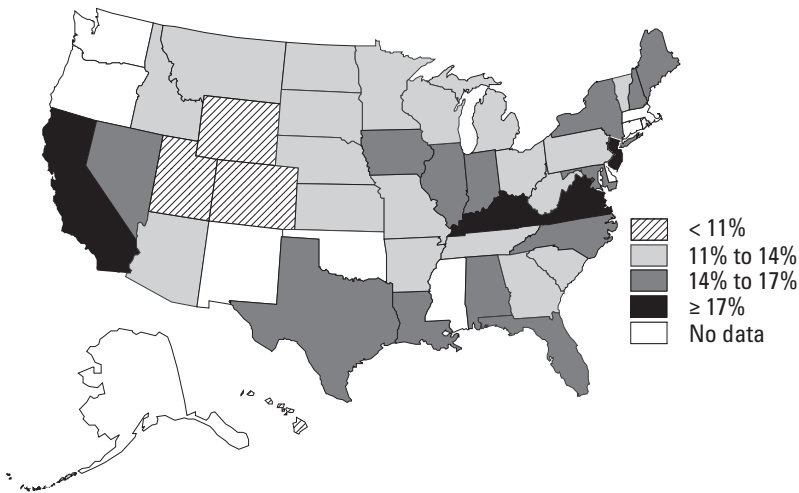 < 11%
11% to 14%
14% to 17%
≥ 17%
No data